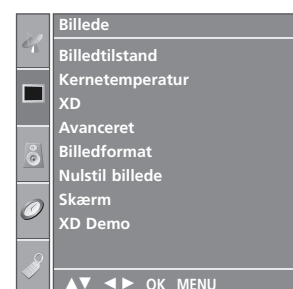 Billede
Billedtilstand
Kernetemperatur
XD
Avanceret
Billedformat
Nulstil billede
Skærm
XD Demo
▲▼ ◄► OK MENU